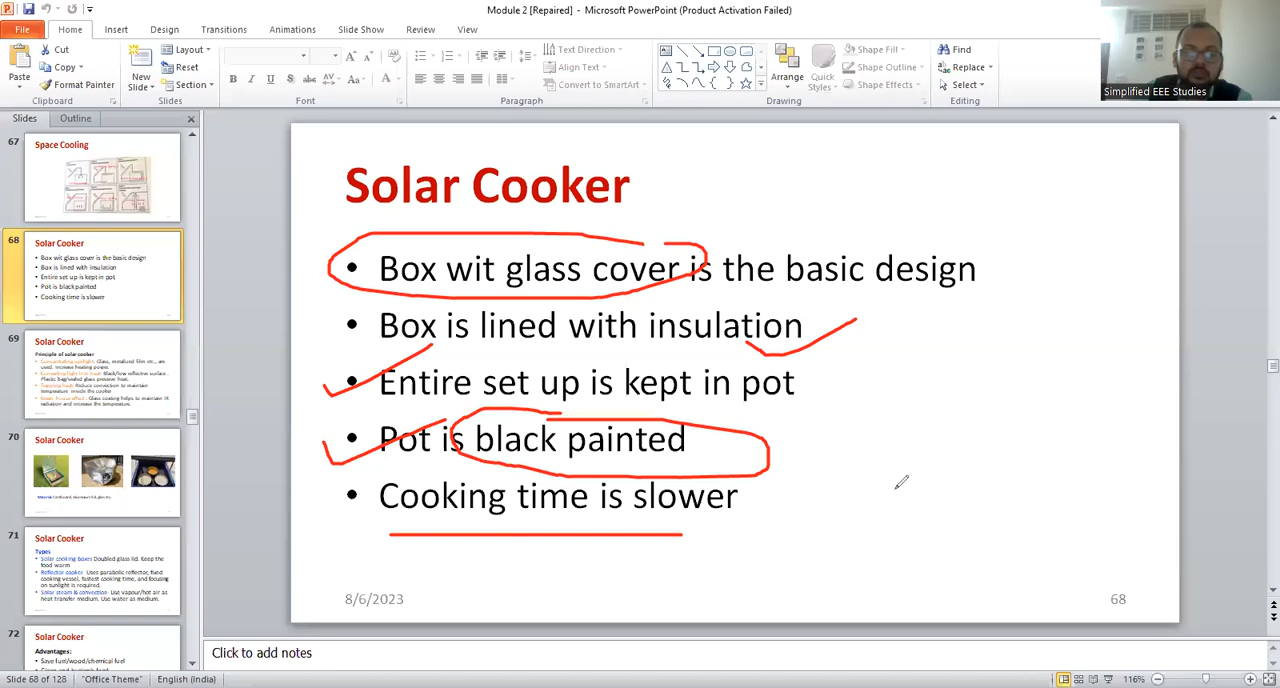 Module 2 [Repaired] - Microsoft PowerPoint (Product Activation Failed)
File Home Insert Design Transitions Animations Slide Show Review View
Paste
Cut
Copy
Format Painter
Clipboard
New Slide
Layout
Reset
Section
Slides
Font
Text Direction
Align Text
Convert to SmartArt
Paragraph
Arrange
Quick Styles
Shape Fill
Shape Outline
Shape Effects
Drawing
Find
Replace
Select
Editing
Simplified EEE Studies
Slides Outline
67
Space Cooling
68
Solar Cooker
• Box wit glass cover is the basic design
• Box is lined with insulation
• Entire set up is kept in pot
• Pot is black painted
• Cooking time is slower
69
Solar Cooker
Principle of solar cooker
• Concentrating sunlight: Glass, metalized film etc., are used. Increase heating power.
• Converting light into heat: Black/low reflective surface. Plastic bag/sealed glass preserve heat.
• Trapping heat: Reduce convection to maintain temperature inside the cooker
• Green house effect: Glass coating helps to maintain IR radiation and increase the temperature.
70
Solar Cooker
71
Solar Cooker
Types
• Solar cooking boxes: Doubled glass lid. Keep the food warm
• Reflector cooker: Uses parabolic reflector, fixed cooking vessel, fastest cooking time, and focusing on sunlight is required.
• Solar steam & convection: Use vapour/hot air as heat transfer medium. Use water as medium.
72
Solar Cooker
Advantages:
• Save fuel/wood/chemical fuel
Solar Cooker
• Box wit glass cover is the basic design
• Box is lined with insulation
• Entire set up is kept in pot
• Pot is black painted
• Cooking time is slower
8/6/2023
68
Click to add notes
Slide 68 of 128 "Office Theme" English (India) 116%